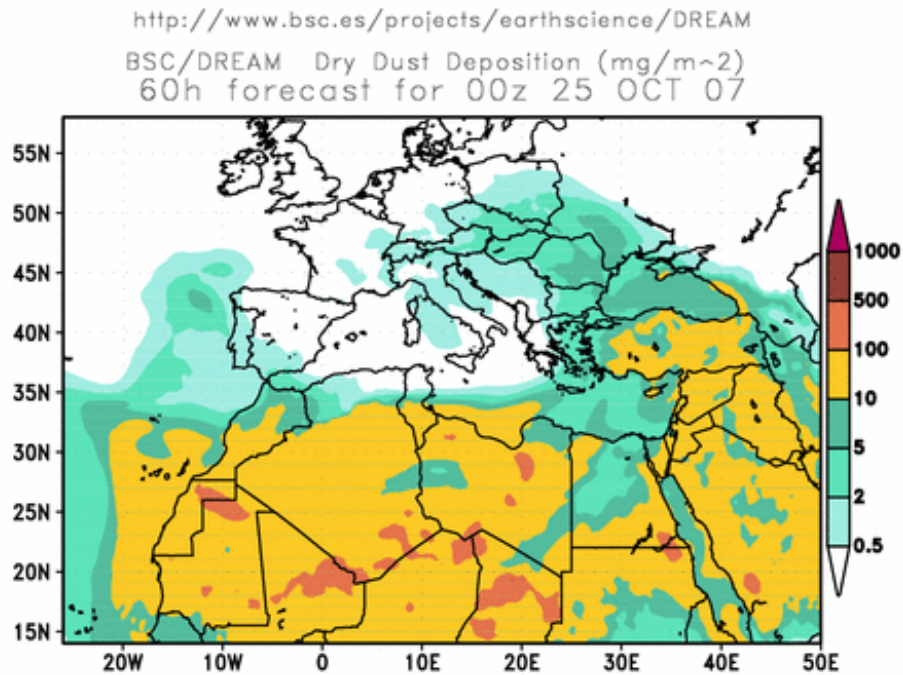 http://www.bsc.es/projects/earthscience/DREAM
BSC/DREAM Dry Dust Deposition (mg/m^2)
60h forecast for 00z 25 OCT 07
55N
50N
45N
40N
35N
30N
25N
20N
15N
20W 10W 0 10E 20E 30E 40E 50E
1000
500
100
10
5
2
0.5